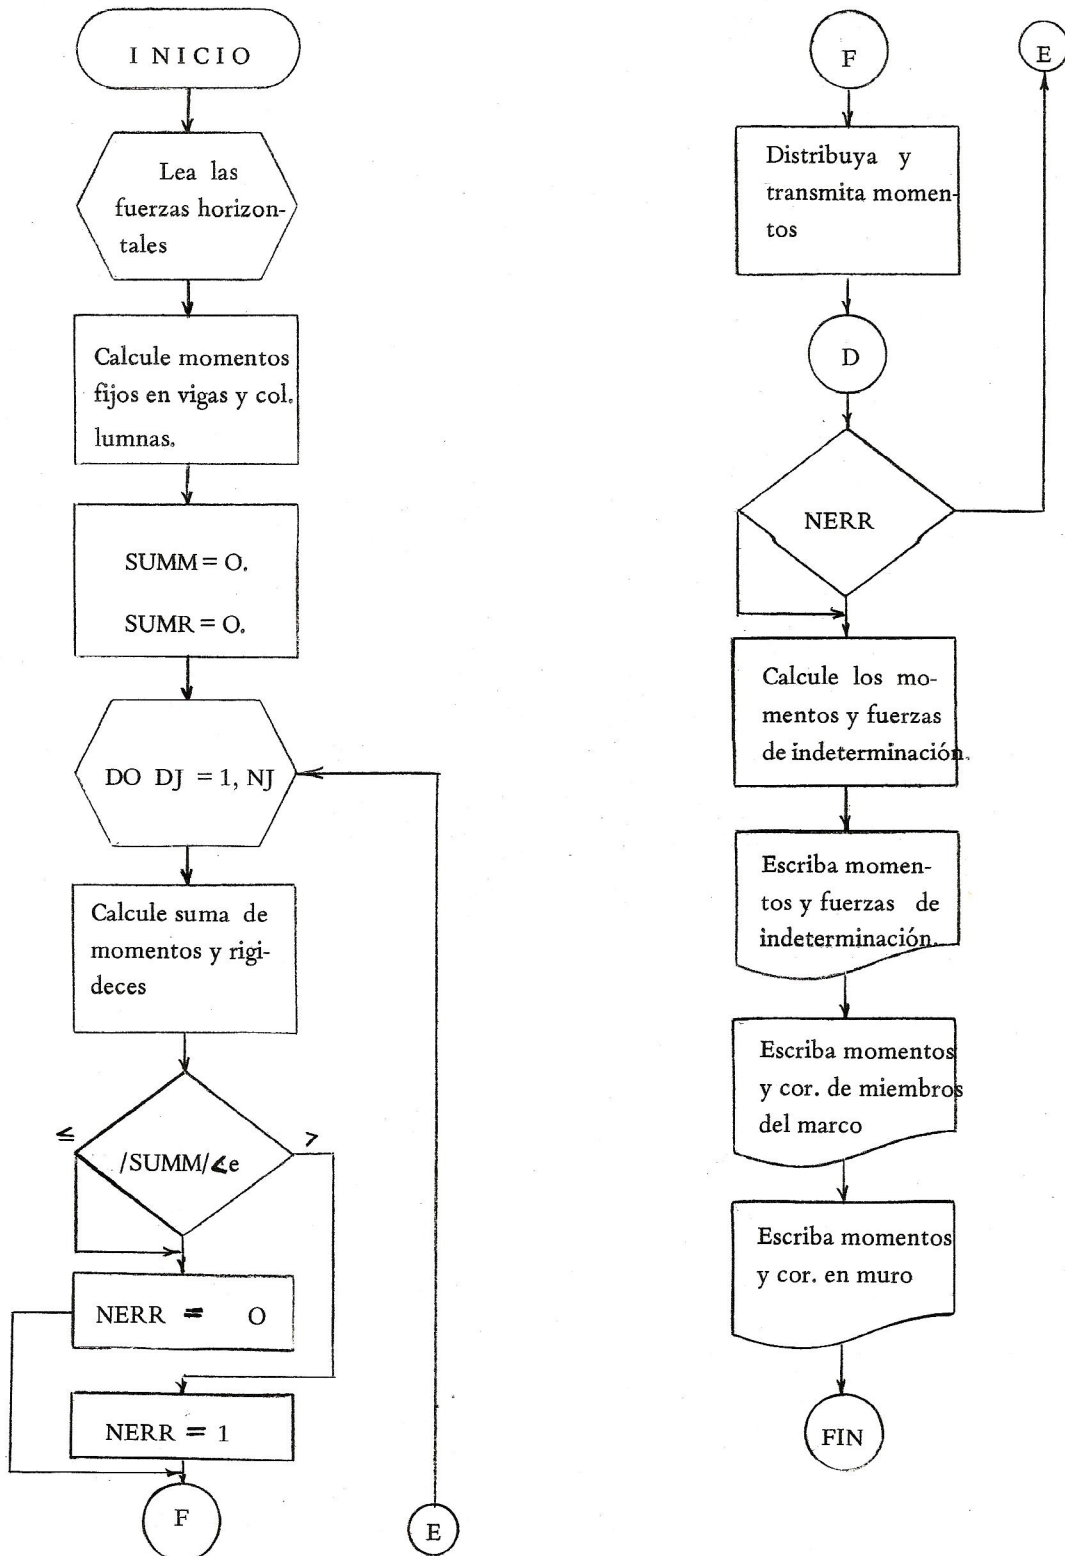 INICIO
Lea las
fuerzas horizon-
tales
Calcule momentos
fijos en vigas y col.
lumnas.
SUMM = O.
SUMR = O.
DO DJ = 1, NJ
Calcule suma de
momentos y rigi-
deces
≤
>
/SUMM/∠e
NERR = O
NERR = 1
F
E
F
E
Distribuya y
transmita momen-
tos
D
NERR
Calcule los mo-
mentos y fuerzas
de indeterminación.
Escriba momen-
tos y fuerzas de
indeterminación.
Escriba momentos
y cor. de miembros
del marco
Escriba momentos
y cor. en muro
FIN